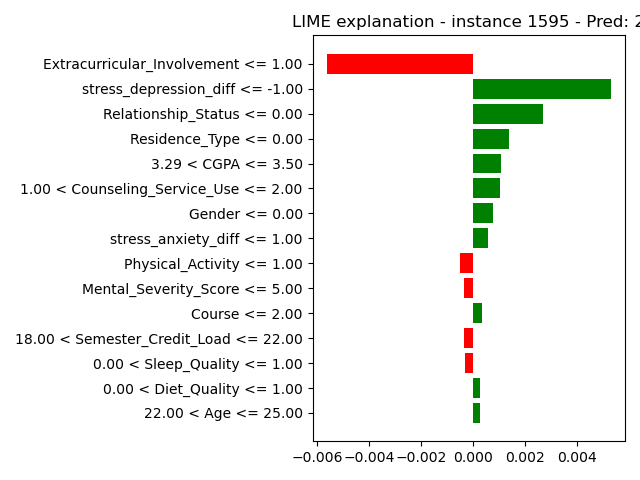 LIME explanation - instance 1595 - Pred: 2
Extracurricular_Involvement <= 1.00
stress_depression_diff <= -1.00
Relationship_Status <= 0.00
Residence_Type <= 0.00
3.29 < CGPA <= 3.50
1.00 < Counseling_Service_Use <= 2.00
Gender <= 0.00
stress_anxiety_diff <= 1.00
Physical_Activity <= 1.00
Mental_Severity_Score <= 5.00
Course <= 2.00
18.00 < Semester_Credit_Load <= 22.00
0.00 < Sleep_Quality <= 1.00
0.00 < Diet_Quality <= 1.00
22.00 < Age <= 25.00
−0.006 −0.004 −0.002 0.000 0.002 0.004